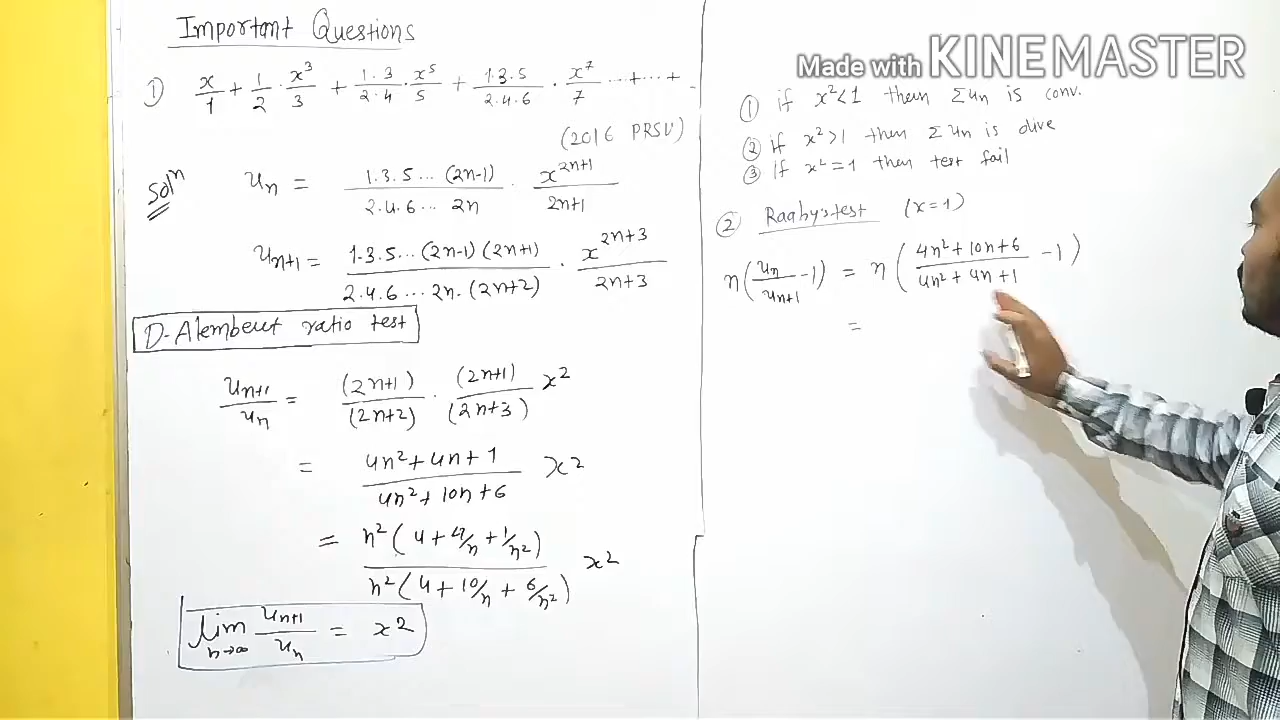 Important Questions
① x/1 + 1/2 · x³/3 + 1·3/2·4 · x⁵/5 + 1·3·5/2·4·6 · x⁷/7 ...+...+
(2016 PRSU)
Solⁿ
uₙ = 1·3·5...(2n-1)/2·4·6...2n · x²ⁿ⁺¹/2n+1
uₙ₊₁ = 1·3·5...(2n-1)(2n+1)/2·4·6...2n·(2n+2) · x²ⁿ⁺³/2n+3
D-Alembert ratio test
uₙ₊₁/uₙ = (2n+1)/(2n+2) · (2n+1)/(2n+3) x²
= 4n²+4n+1/4n²+10n+6 x²
= n²(4+4/n+1/n²)/n²(4+10/n+6/n²) x²
lim n→∞ uₙ₊₁/uₙ = x²
Made with KINEMASTER
① if x²<1 then Σuₙ is conv.
② if x²>1 then Σuₙ is dive
③ if x²=1 then test fail
② Raaby's test (x=1)
n(uₙ/uₙ₊₁ -1) = n(4n²+10n+6/4n²+4n+1 -1)
=